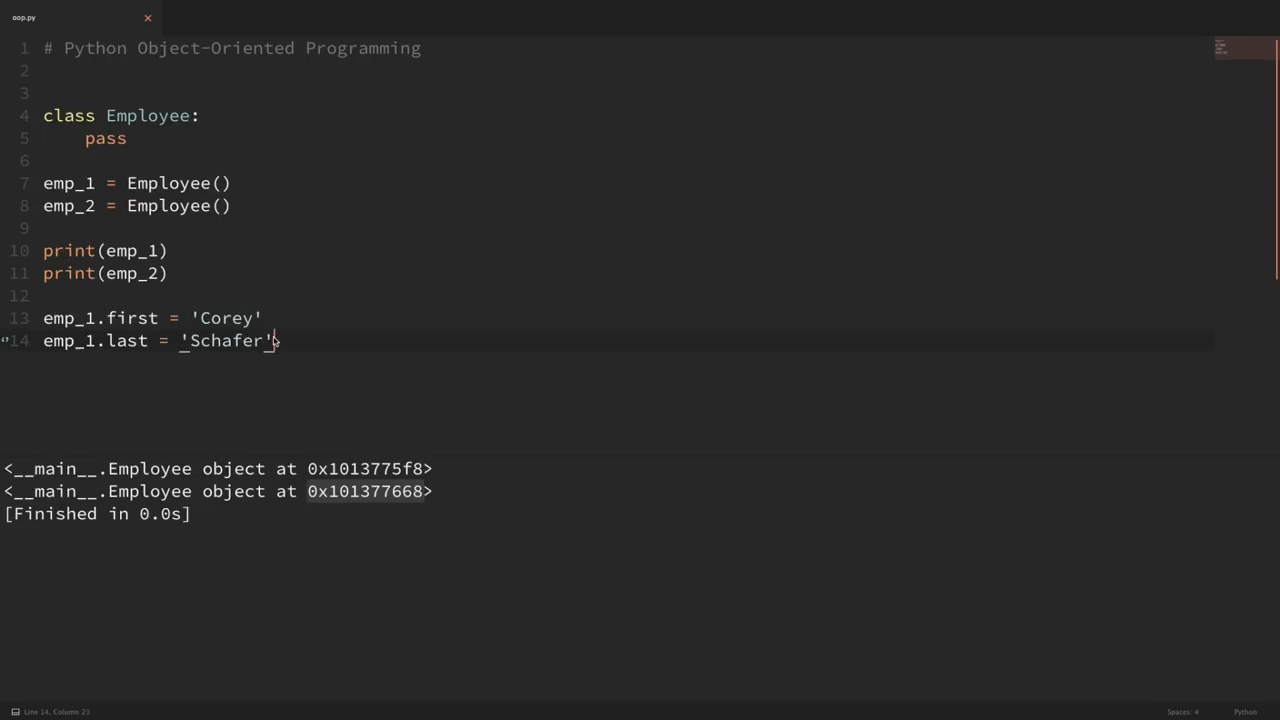 oop.py
1 # Python Object-Oriented Programming
2
3
4 class Employee:
5     pass
6
7 emp_1 = Employee()
8 emp_2 = Employee()
9
10 print(emp_1)
11 print(emp_2)
12
13 emp_1.first = 'Corey'
14 emp_1.last = 'Schafer'
<__main__.Employee object at 0x1013775f8>
<__main__.Employee object at 0x101377668>
[Finished in 0.0s]
Line 14, Column 23 Spaces: 4 Python